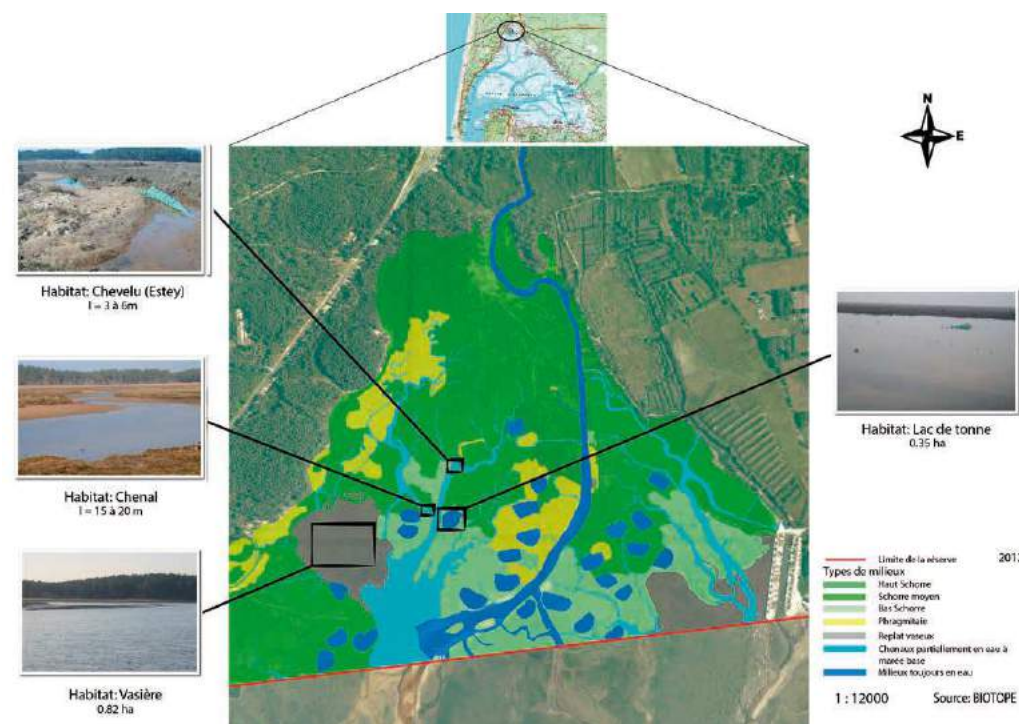 N
E
Habitat: Chevelu (Estey)
l = 3 à 6m
Habitat: Chenal
l = 15 à 20 m
Habitat: Vasière
0.82 ha
Habitat: Lac de tonne
0.35 ha
Limite de la réserve 2012
Types de milieux
Haut Schorre
Schorre moyen
Bas Schorre
Phragmitaie
Replat vaseux
Chenaux partiellement en eau à
marée base
Milieux toujours en eau
1 : 12000 Source: BIOTOPE